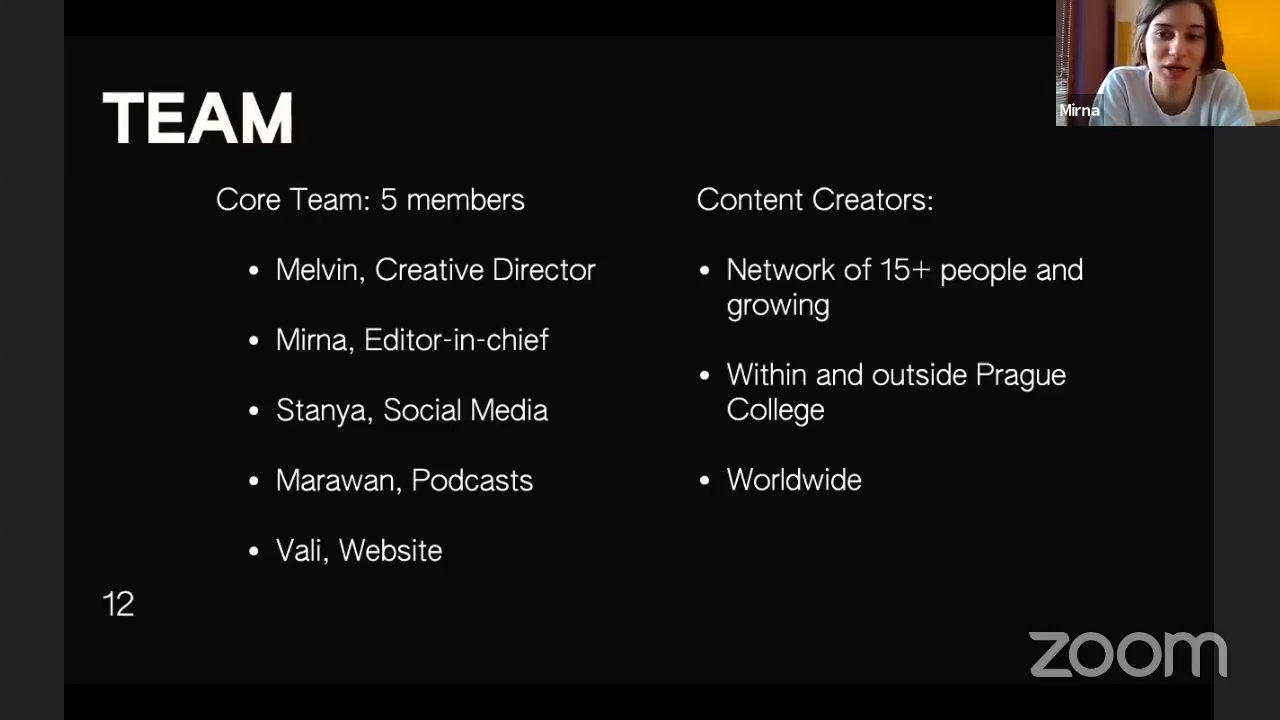 TEAM
Mirna
Core Team: 5 members
Melvin, Creative Director
Mirna, Editor-in-chief
Stanya, Social Media
Marawan, Podcasts
Vali, Website
Content Creators:
Network of 15+ people and
growing
Within and outside Prague
College
Worldwide
12
zoom